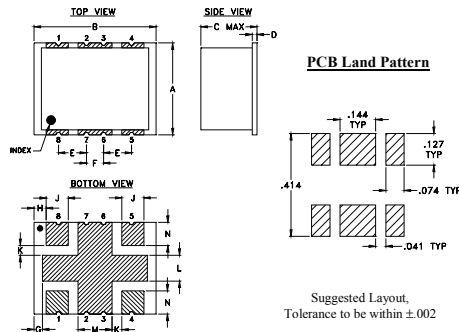 TOP VIEW
B
1 2 3 4
A
INDEX
8 7 6 5
E E
F
SIDE VIEW
C MAX
D
PCB Land Pattern
.144
TYP
.127
TYP
.414
.074 TYP
.041 TYP
Suggested Layout,
Tolerance to be within ±.002
BOTTOM VIEW
H J J
8 7 6 5
K N
L
N
1 2 3 4
G M K